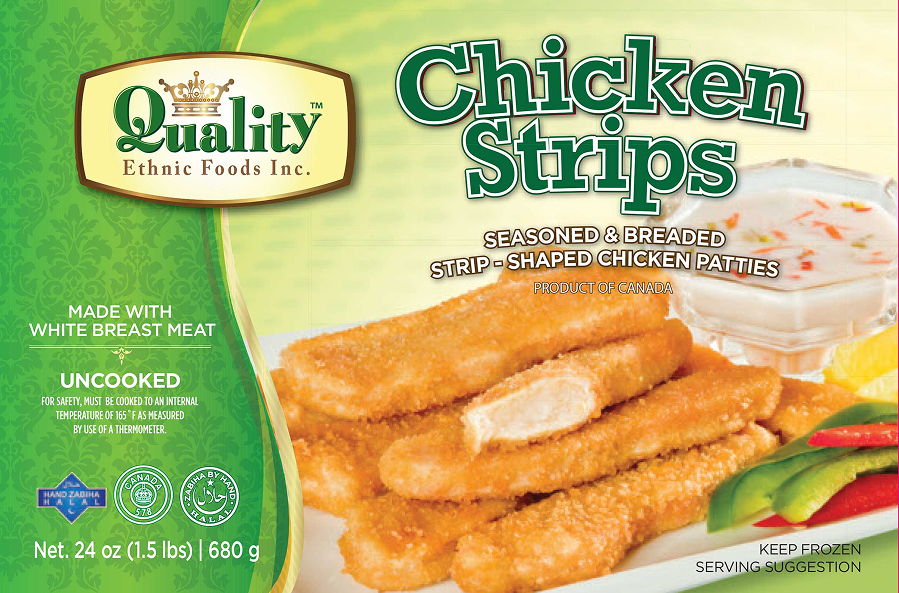 Quality™
Ethnic Foods Inc.
Chicken
Strips
SEASONED & BREADED
STRIP - SHAPED CHICKEN PATTIES
PRODUCT OF CANADA
MADE WITH
WHITE BREAST MEAT
UNCOOKED
FOR SAFETY, MUST BE COOKED TO AN INTERNAL
TEMPERATURE OF 165°F AS MEASURED
BY USE OF A THERMOMETER.
HAND ZABIHA
HALAL
CANADA
578
ZABIHA BY HAND
حلال
HALAL
Net. 24 oz (1.5 lbs) | 680 g
KEEP FROZEN
SERVING SUGGESTION